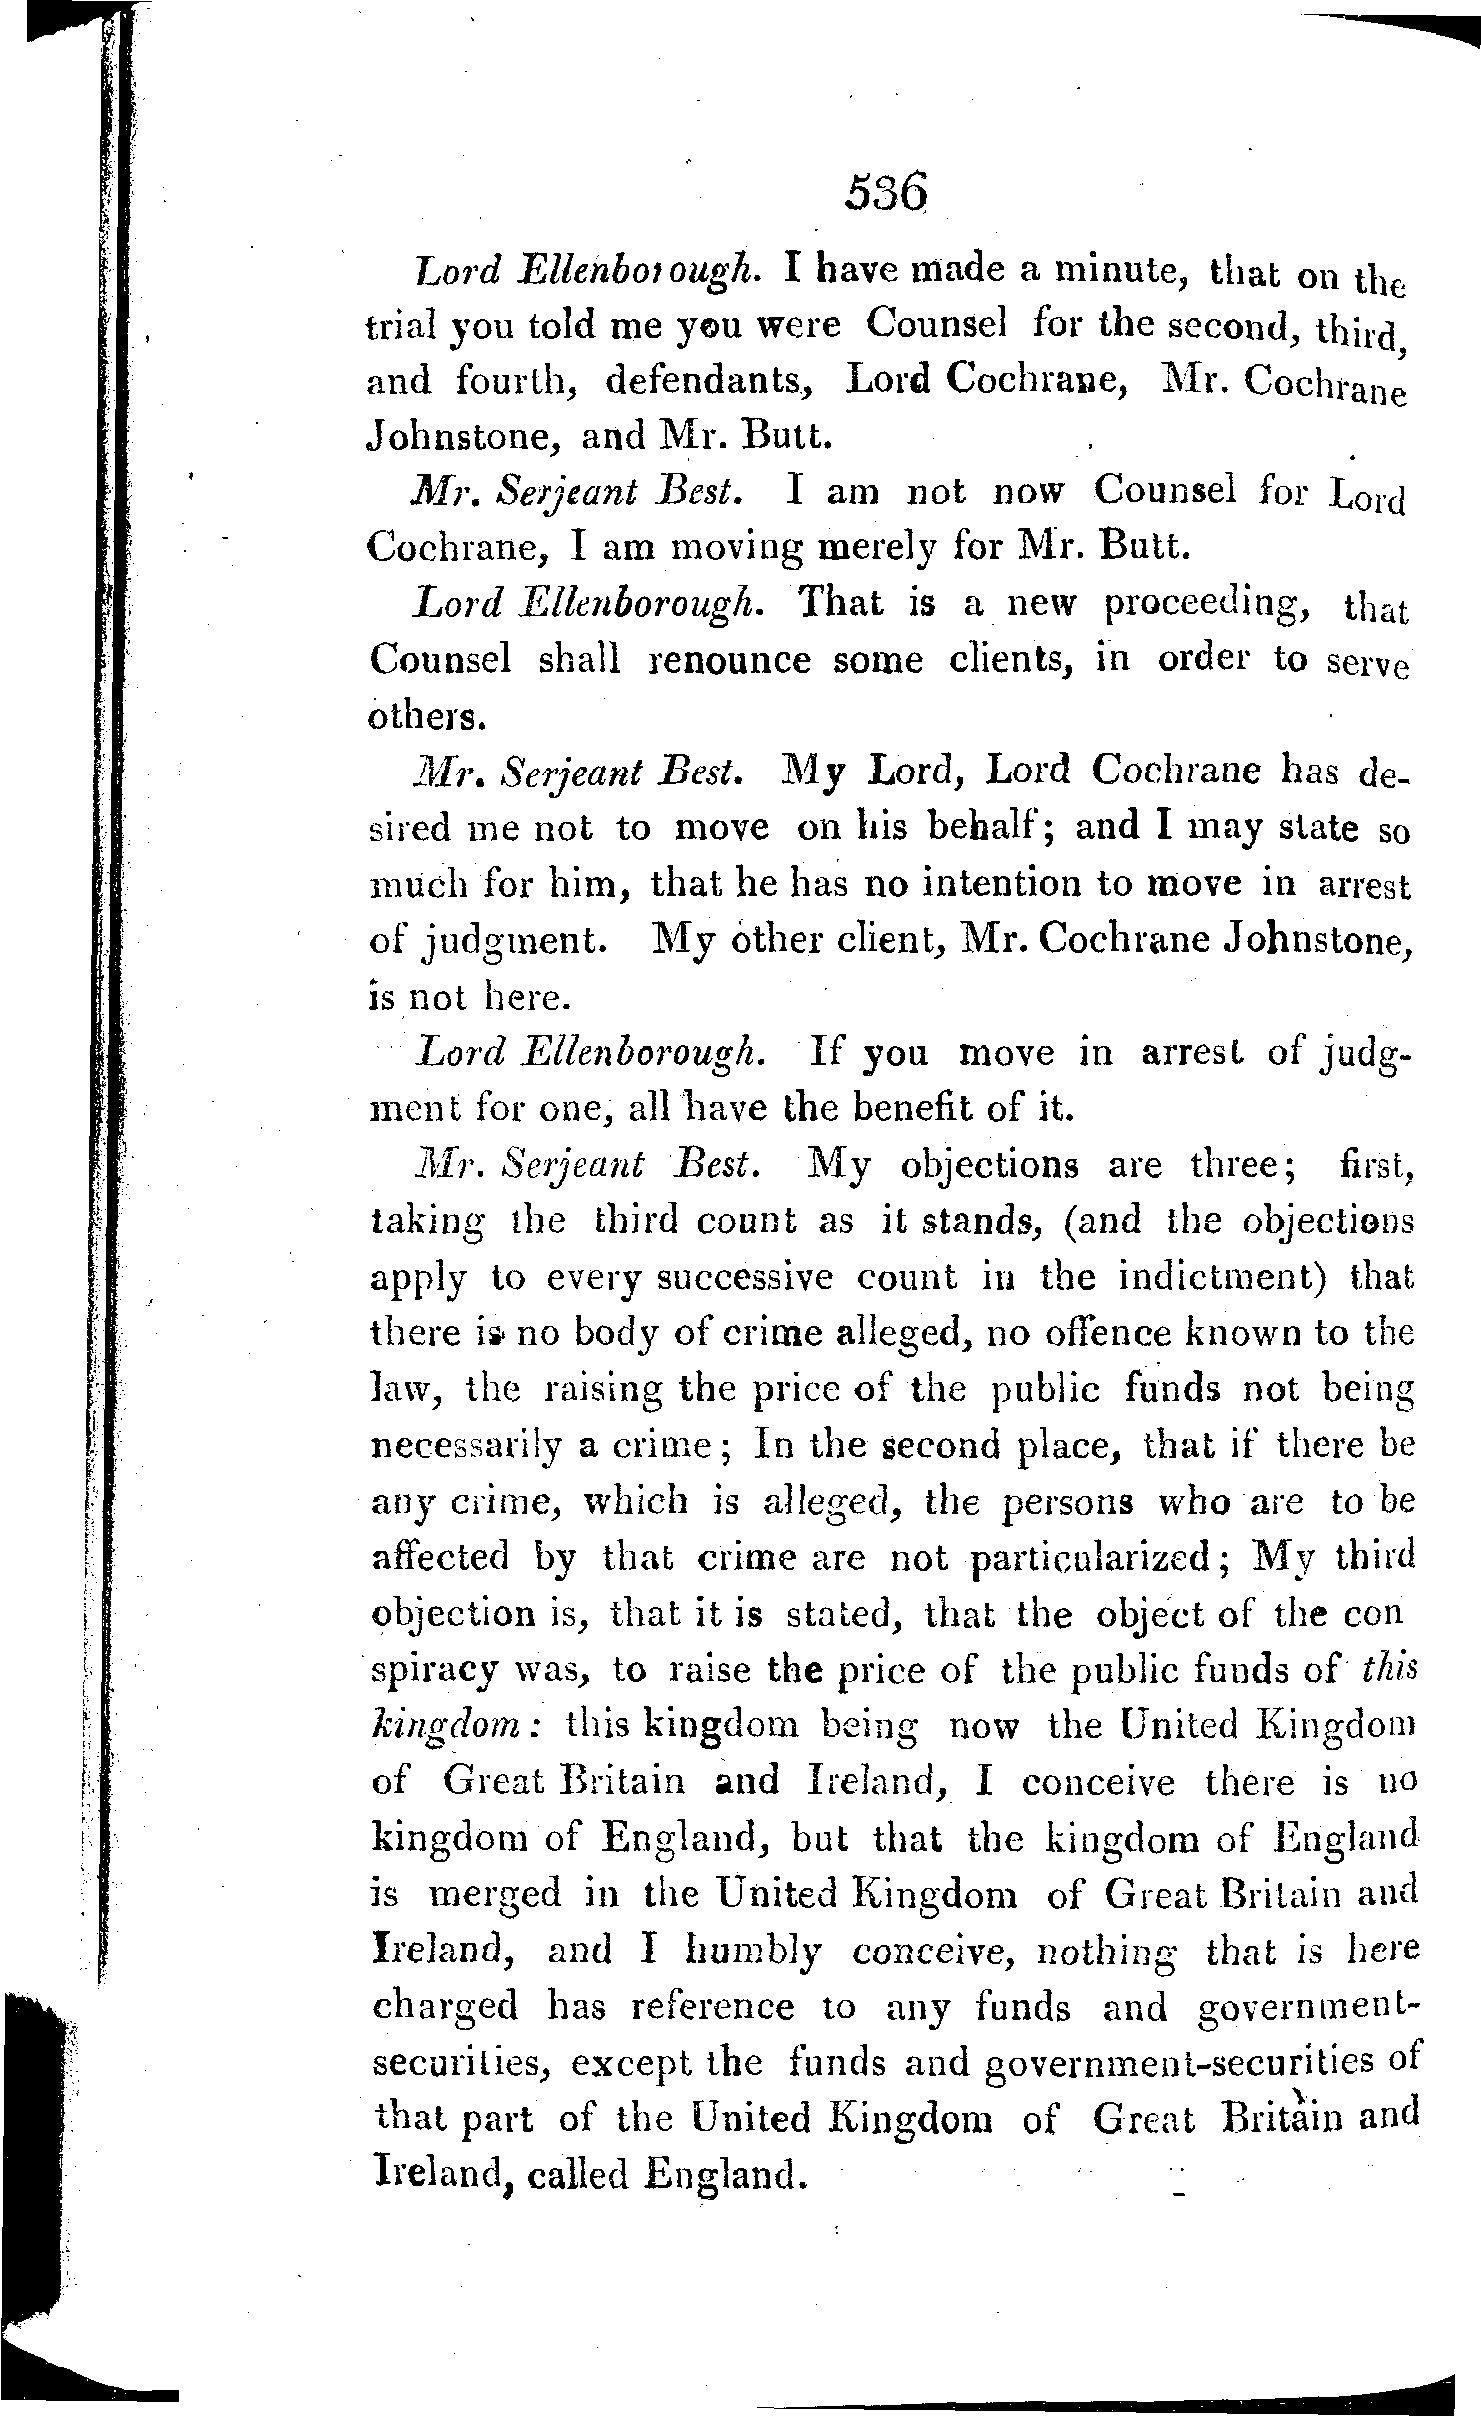 536
Lord Ellenborough. I have made a minute, that on the
trial you told me you were Counsel for the second, third,
and fourth, defendants, Lord Cochrane, Mr. Cochrane
Johnstone, and Mr. Butt.
Mr. Serjeant Best. I am not now Counsel for Lord
Cochrane, I am moving merely for Mr. Butt.
Lord Ellenborough. That is a new proceeding, that
Counsel shall renounce some clients, in order to serve
others.
Mr. Serjeant Best. My Lord, Lord Cochrane has de-
sired me not to move on his behalf; and I may state so
much for him, that he has no intention to move in arrest
of judgment. My other client, Mr. Cochrane Johnstone,
is not here.
Lord Ellenborough. If you move in arrest of judg-
ment for one, all have the benefit of it.
Mr. Serjeant Best. My objections are three; first,
taking the third count as it stands, (and the objections
apply to every successive count in the indictment) that
there is no body of crime alleged, no offence known to the
law, the raising the price of the public funds not being
necessarily a crime; In the second place, that if there be
any crime, which is alleged, the persons who are to be
affected by that crime are not particularized; My third
objection is, that it is stated, that the object of the con
spiracy was, to raise the price of the public funds of this
kingdom: this kingdom being now the United Kingdom
of Great Britain and Ireland, I conceive there is no
kingdom of England, but that the kingdom of England
is merged in the United Kingdom of Great Britain and
Ireland, and I humbly conceive, nothing that is here
charged has reference to any funds and government-
securities, except the funds and government-securities of
that part of the United Kingdom of Great Britain and
Ireland, called England.